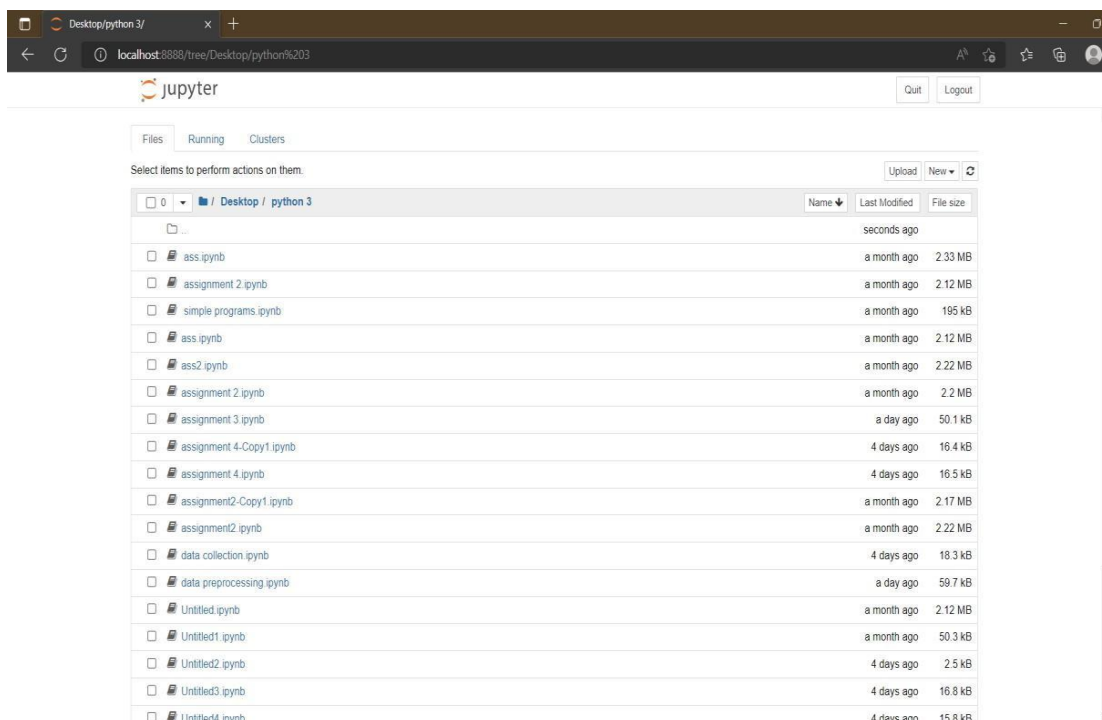 Desktop/python 3/
localhost:8888/tree/Desktop/python%203
jupyter
Quit Logout
Files Running Clusters
Select items to perform actions on them.
Upload New
0 / Desktop / python 3 Name Last Modified File size
.. seconds ago
ass.ipynb a month ago 2.33 MB
assignment 2.ipynb a month ago 2.12 MB
simple programs.ipynb a month ago 195 kB
ass.ipynb a month ago 2.12 MB
ass2.ipynb a month ago 2.22 MB
assignment 2.ipynb a month ago 2.2 MB
assignment 3.ipynb a day ago 50.1 kB
assignment 4-Copy1.ipynb 4 days ago 16.4 kB
assignment 4.ipynb 4 days ago 16.5 kB
assignment2-Copy1.ipynb a month ago 2.17 MB
assignment2.ipynb a month ago 2.22 MB
data collection.ipynb 4 days ago 18.3 kB
data preprocessing.ipynb a day ago 59.7 kB
Untitled.ipynb a month ago 2.12 MB
Untitled1.ipynb a month ago 50.3 kB
Untitled2.ipynb 4 days ago 2.5 kB
Untitled3.ipynb 4 days ago 16.8 kB
Untitled4.ipynb 4 days ago 15.8 kB